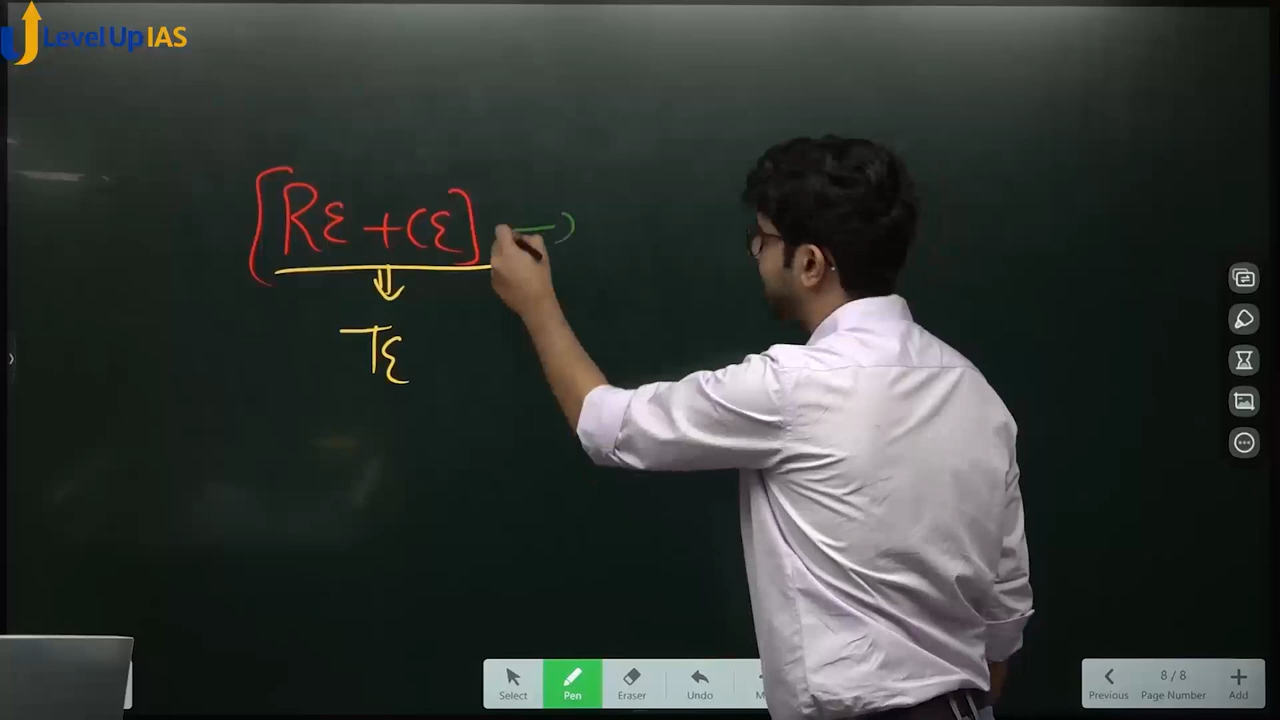 Level Up IAS
[RE + CE] →
TE
Select
Pen
Eraser
Undo
8 / 8
Previous
Page Number
Add